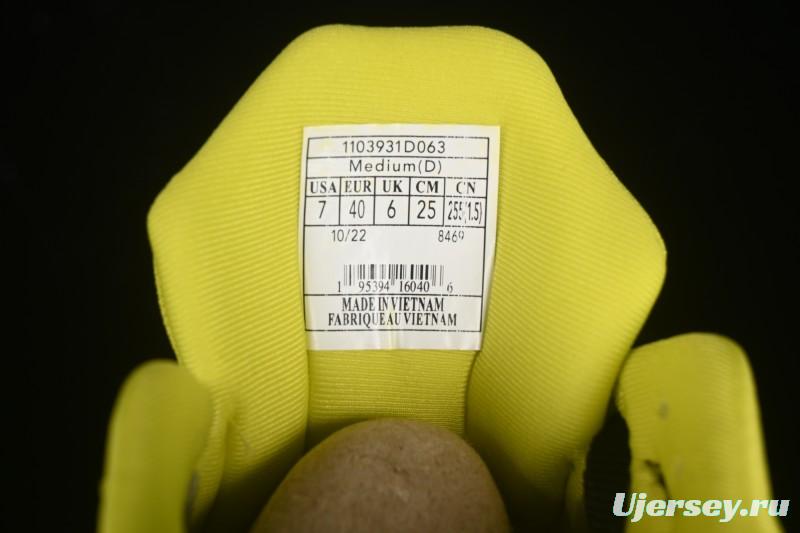 1103931D063
Medium(D)
USA EUR UK CM CN
7 40 6 25 255(1.5)
10/22 8469
1 95394 16040 6
MADE IN VIETNAM
FABRIQUEAU VIETNAM
Ujersey.ru